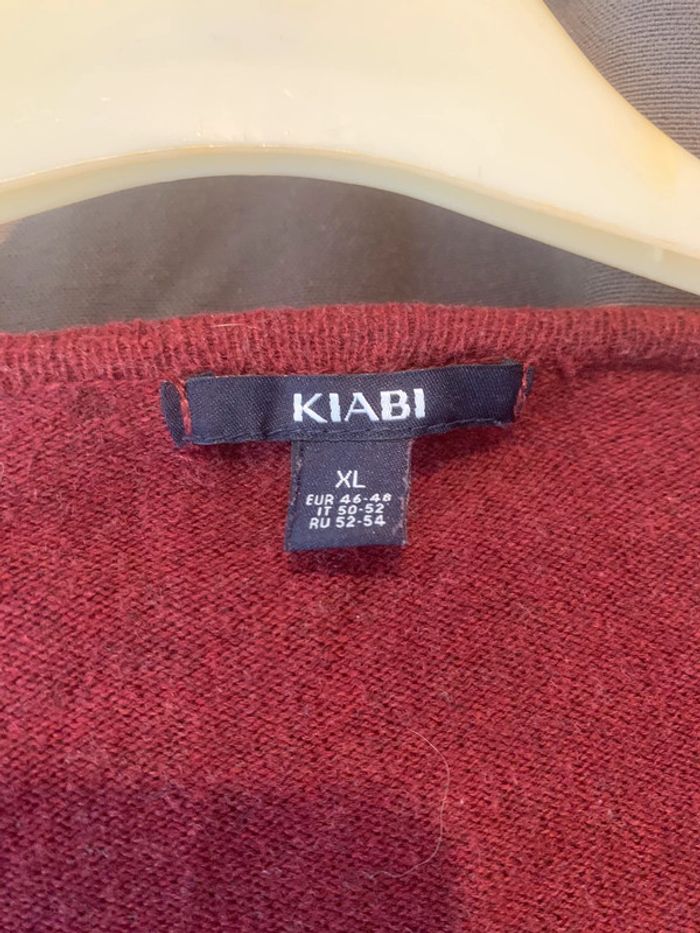 KIABI
XL
EUR 46-48
IT 50-52
RU 52-54